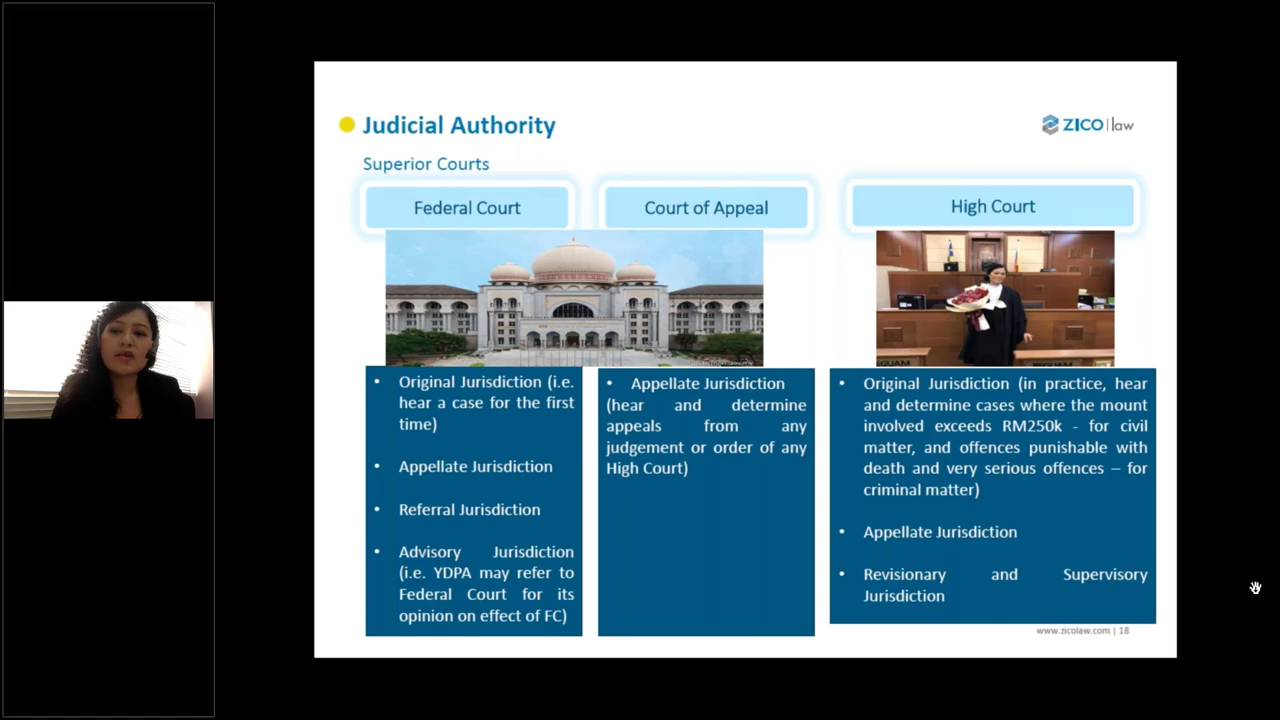 Judicial Authority
ZICO|law
Superior Courts
Federal Court
Court of Appeal
High Court
• Original Jurisdiction (i.e.
hear a case for the first
time)
• Appellate Jurisdiction
• Referral Jurisdiction
• Advisory Jurisdiction
(i.e. YDPA may refer to
Federal Court for its
opinion on effect of FC)
• Appellate Jurisdiction
(hear and determine
appeals from any
judgement or order of any
High Court)
• Original Jurisdiction (in practice, hear
and determine cases where the mount
involved exceeds RM250k - for civil
matter, and offences punishable with
death and very serious offences – for
criminal matter)
• Appellate Jurisdiction
• Revisionary and Supervisory
Jurisdiction
www.zicolaw.com | 18